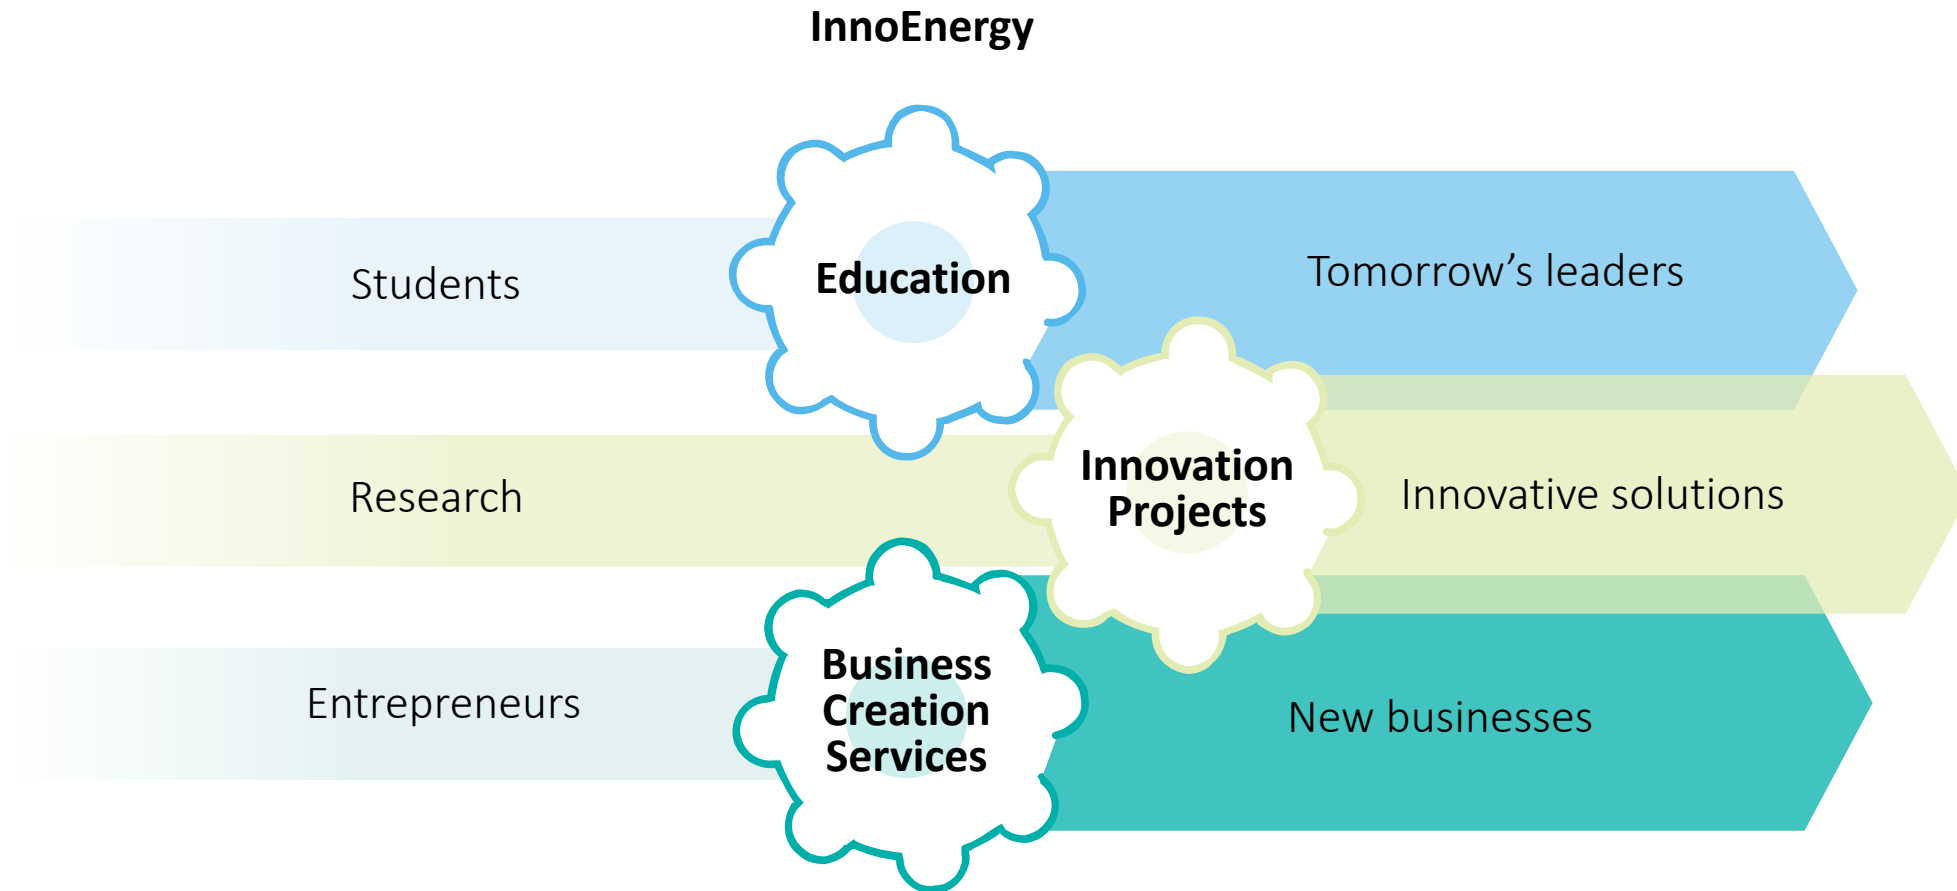 InnoEnergy
Students
Education
Tomorrow’s leaders
Research
Innovation
Projects
Innovative solutions
Entrepreneurs
Business
Creation
Services
New businesses